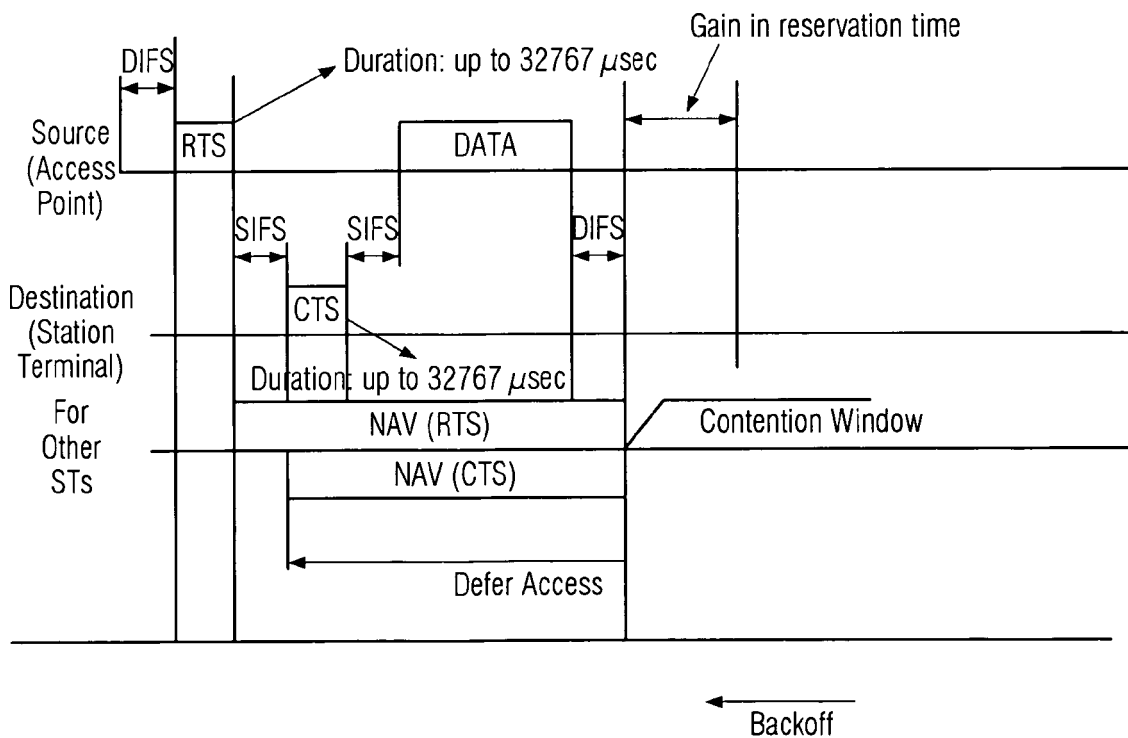 Gain in reservation time
DIFS
Duration: up to 32767 μsec
Source
(Access
Point)
RTS
DATA
SIFS
SIFS
DIFS
Destination
(Station
Terminal)
CTS
Duration: up to 32767 μsec
For
Other
STs
NAV (RTS)
Contention Window
NAV (CTS)
Defer Access
Backoff